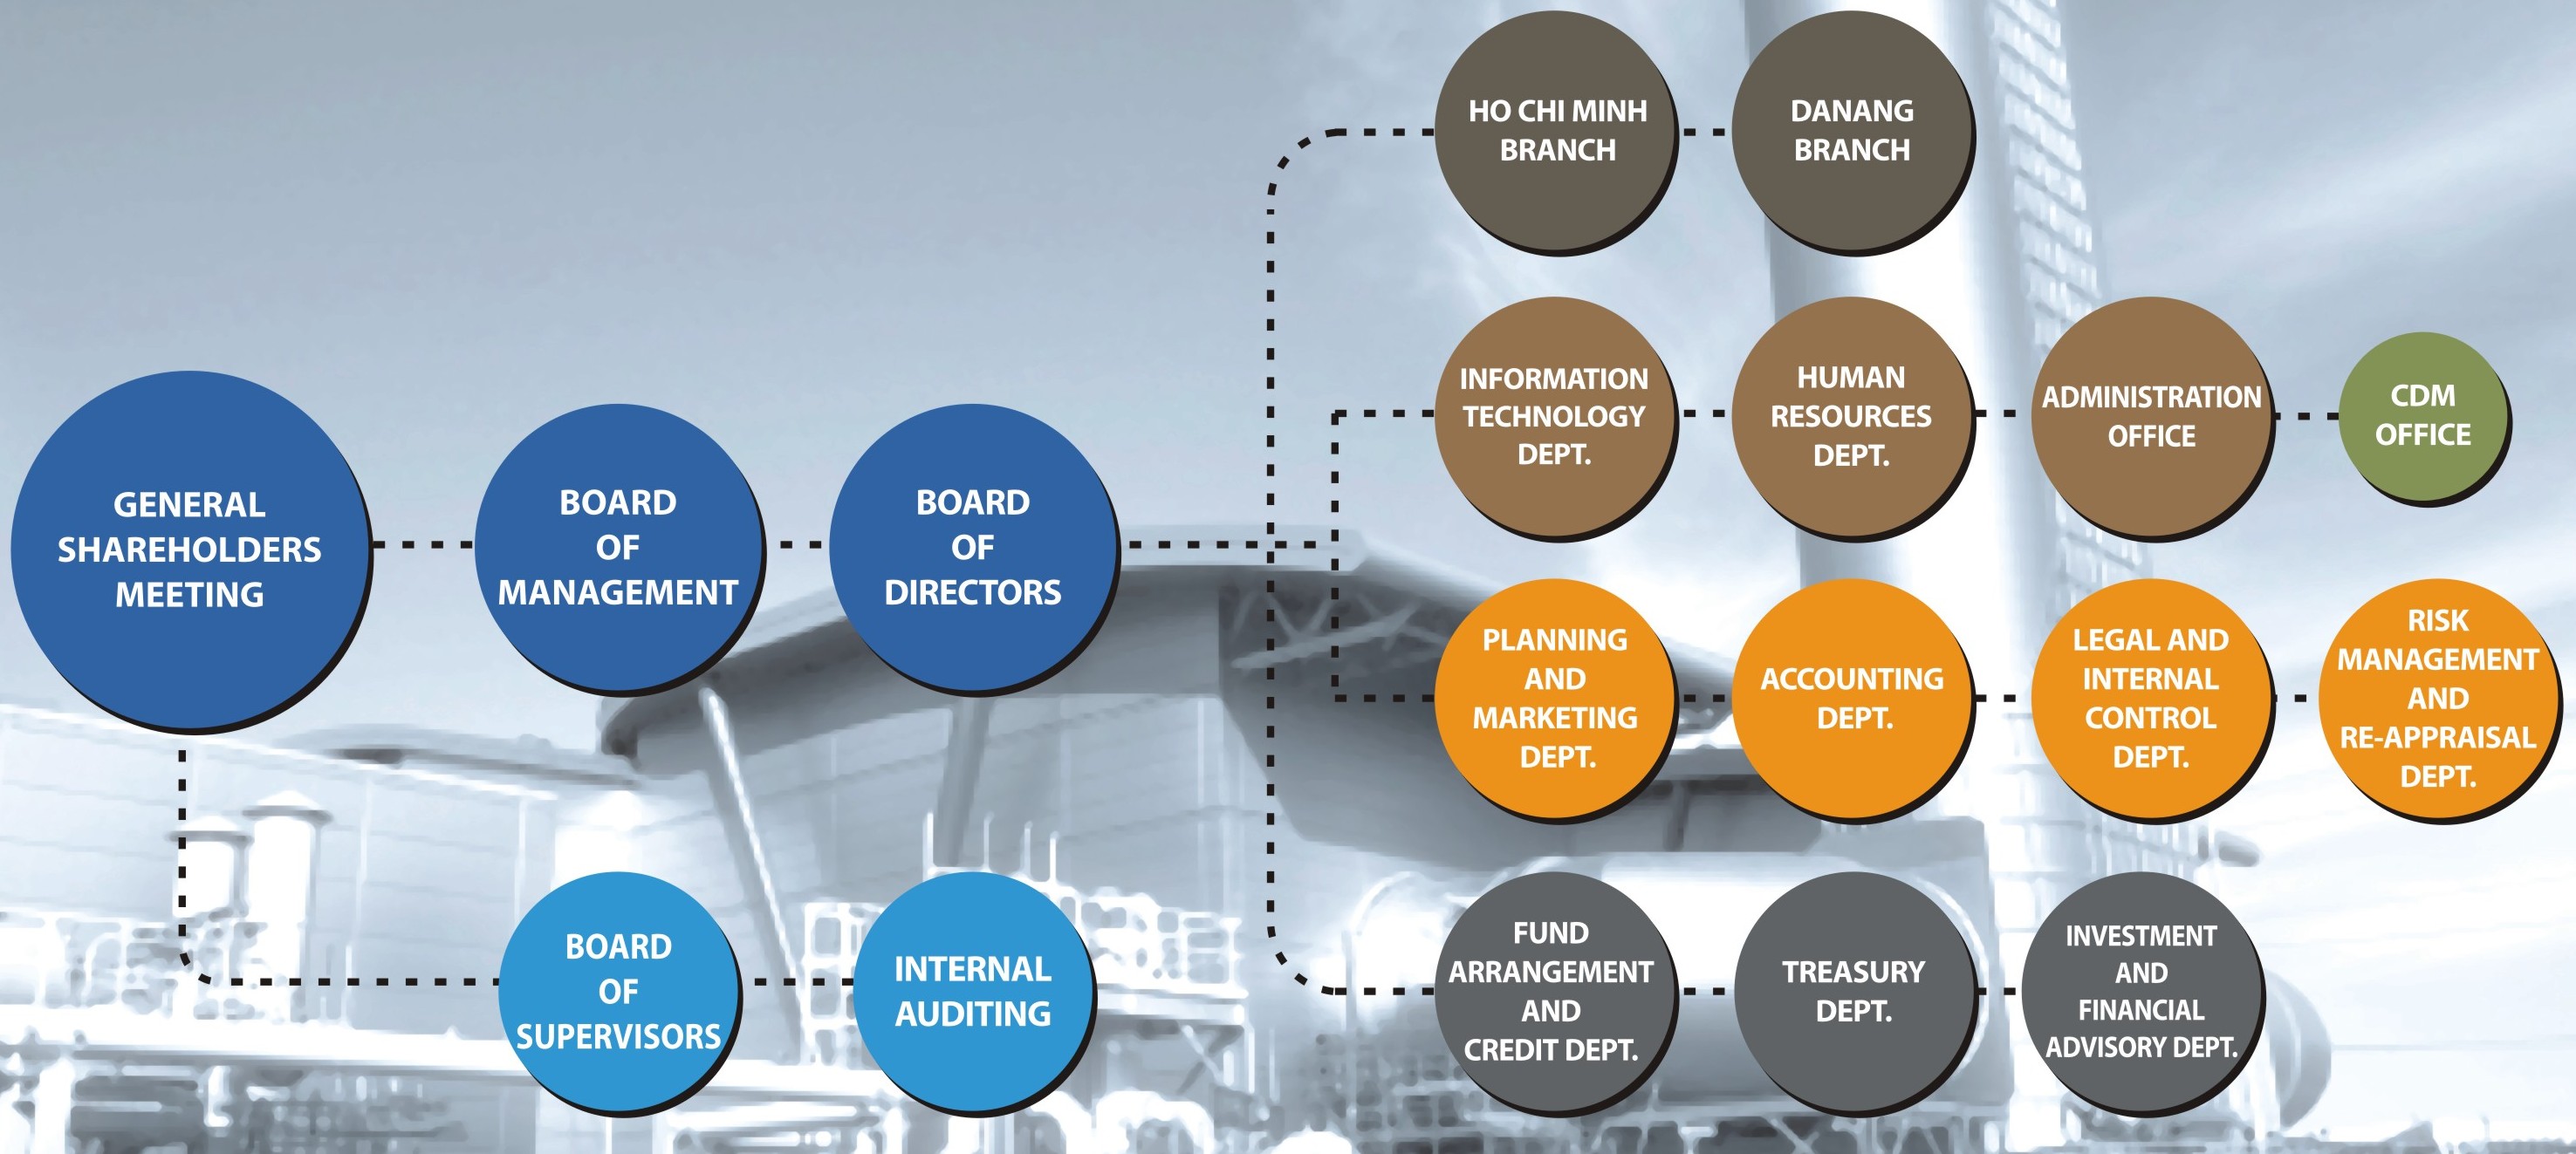 GENERAL
SHAREHOLDERS
MEETING
BOARD
OF
MANAGEMENT
BOARD
OF
DIRECTORS
BOARD
OF
SUPERVISORS
INTERNAL
AUDITING
HO CHI MINH
BRANCH
DANANG
BRANCH
INFORMATION
TECHNOLOGY
DEPT.
HUMAN
RESOURCES
DEPT.
ADMINISTRATION
OFFICE
CDM
OFFICE
PLANNING
AND
MARKETING
DEPT.
ACCOUNTING
DEPT.
LEGAL AND
INTERNAL
CONTROL
DEPT.
RISK
MANAGEMENT
AND
RE-APPRAISAL
DEPT.
FUND
ARRANGEMENT
AND
CREDIT DEPT.
TREASURY
DEPT.
INVESTMENT
AND
FINANCIAL
ADVISORY DEPT.